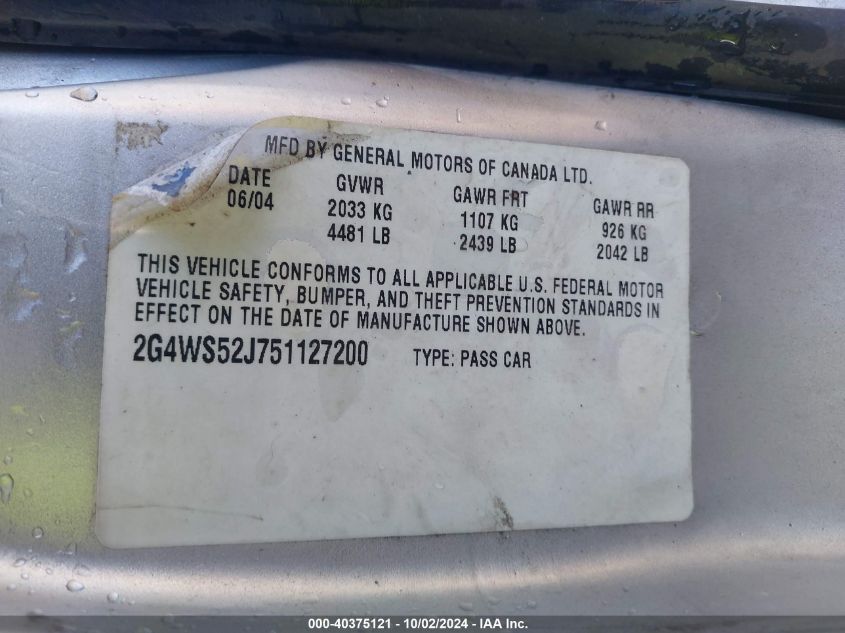 MFD BY GENERAL MOTORS OF CANADA LTD.
DATE GVWR GAWR FRT GAWR RR
06/04 2033 KG 1107 KG 926 KG
4481 LB 2439 LB 2042 LB
THIS VEHICLE CONFORMS TO ALL APPLICABLE U.S. FEDERAL MOTOR
VEHICLE SAFETY, BUMPER, AND THEFT PREVENTION STANDARDS IN
EFFECT ON THE DATE OF MANUFACTURE SHOWN ABOVE.
2G4WS52J751127200 TYPE: PASS CAR
000-40375121 - 10/02/2024 - IAAI.com